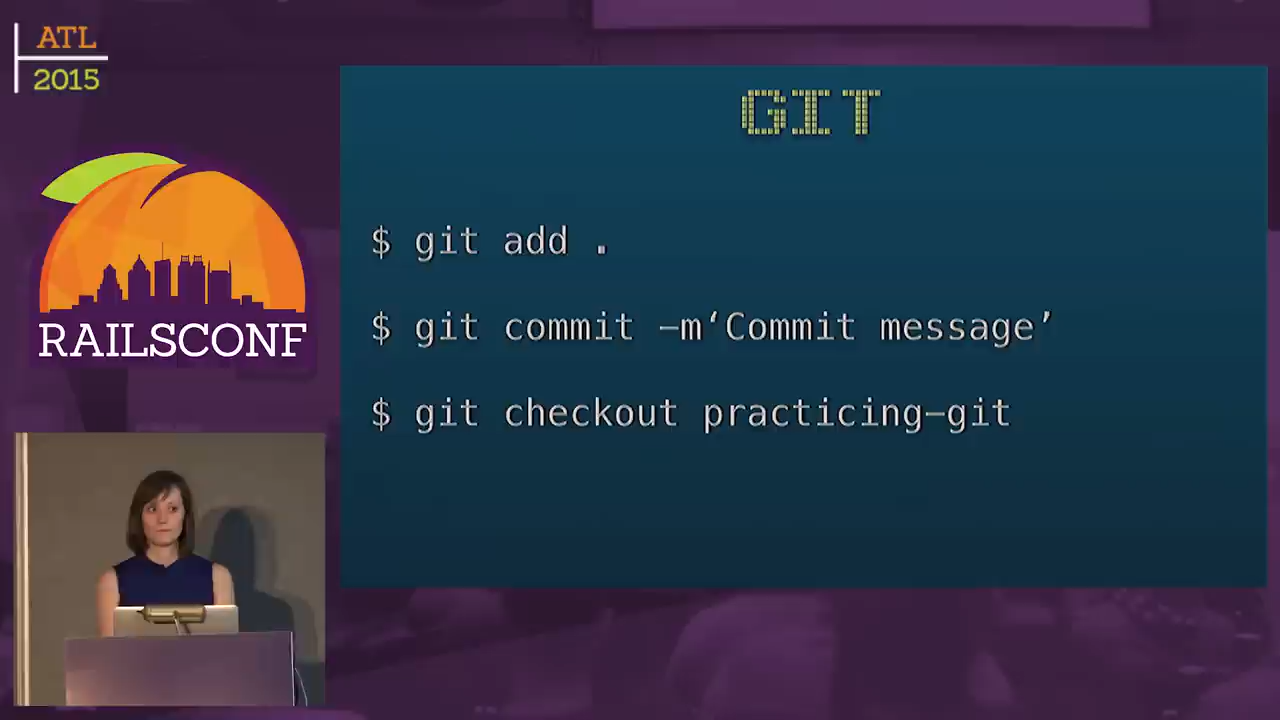 ATL
2015
RAILSCONF
GIT
$ git add .
$ git commit –m‘Commit message’
$ git checkout practicing–git